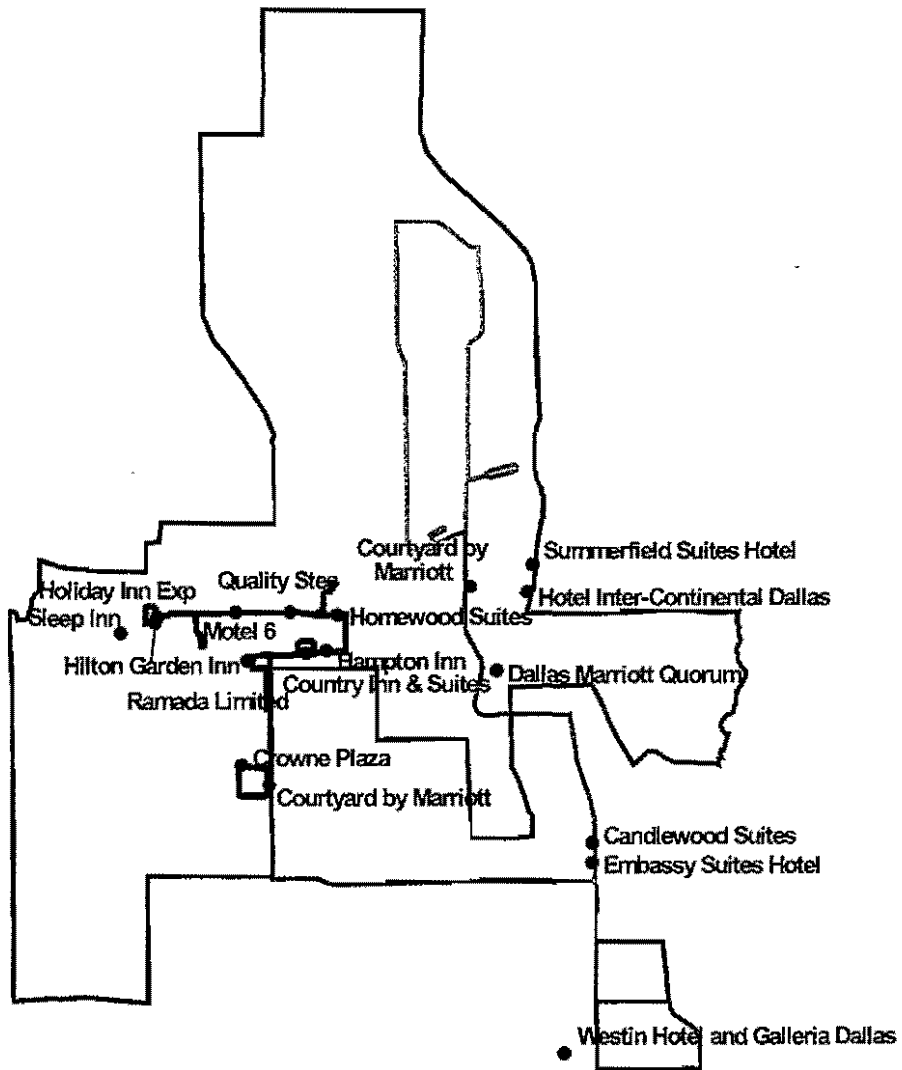 Courtyard by
Marriott
Summerfield Suites Hotel
Hotel Inter-Continental Dallas
Quality Stes
Holiday Inn Exp
Sleep Inn
Motel 6
Homewood Suites
Hilton Garden Inn
Hampton Inn
Country Inn & Suites
Dallas Marriott Quorum
Ramada Limited
Crowne Plaza
Courtyard by Marriott
Candlewood Suites
Embassy Suites Hotel
Westin Hotel and Galleria Dallas